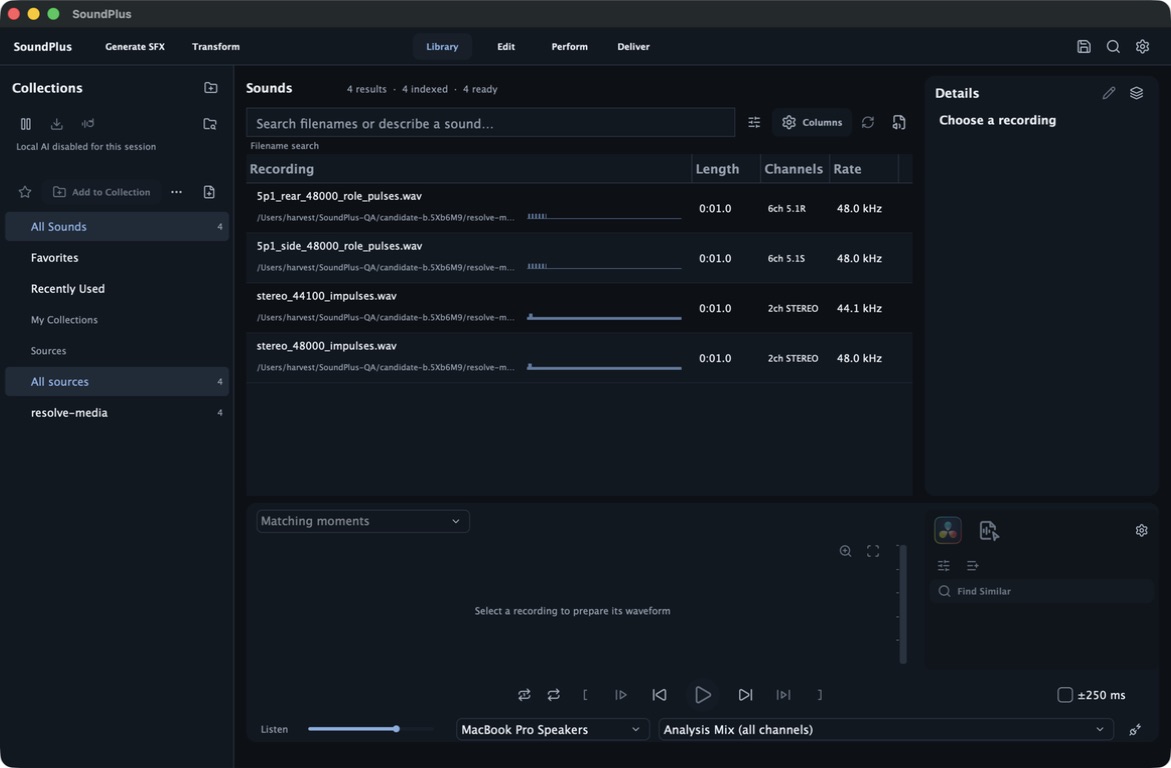 SoundPlus
SoundPlus
Generate SFX
Transform
Library
Edit
Perform
Deliver
Collections
Local AI disabled for this session
Add to Collection
All Sounds 4
Favorites
Recently Used
My Collections
Sources
All sources 4
resolve-media 4
Sounds
4 results · 4 indexed · 4 ready
Search filenames or describe a sound...
Columns
Filename search
Recording Length Channels Rate
5p1_rear_48000_role_pulses.wav
/Users/harvest/SoundPlus-QA/candidate-b.5Xb6M9/resolve-m...
0:01.0 6ch 5.1R 48.0 kHz
5p1_side_48000_role_pulses.wav
/Users/harvest/SoundPlus-QA/candidate-b.5Xb6M9/resolve-m...
0:01.0 6ch 5.1S 48.0 kHz
stereo_44100_impulses.wav
/Users/harvest/SoundPlus-QA/candidate-b.5Xb6M9/resolve-m...
0:01.0 2ch STEREO 44.1 kHz
stereo_48000_impulses.wav
/Users/harvest/SoundPlus-QA/candidate-b.5Xb6M9/resolve-m...
0:01.0 2ch STEREO 48.0 kHz
Details
Choose a recording
Matching moments
Select a recording to prepare its waveform
Find Similar
±250 ms
Listen
MacBook Pro Speakers
Analysis Mix (all channels)